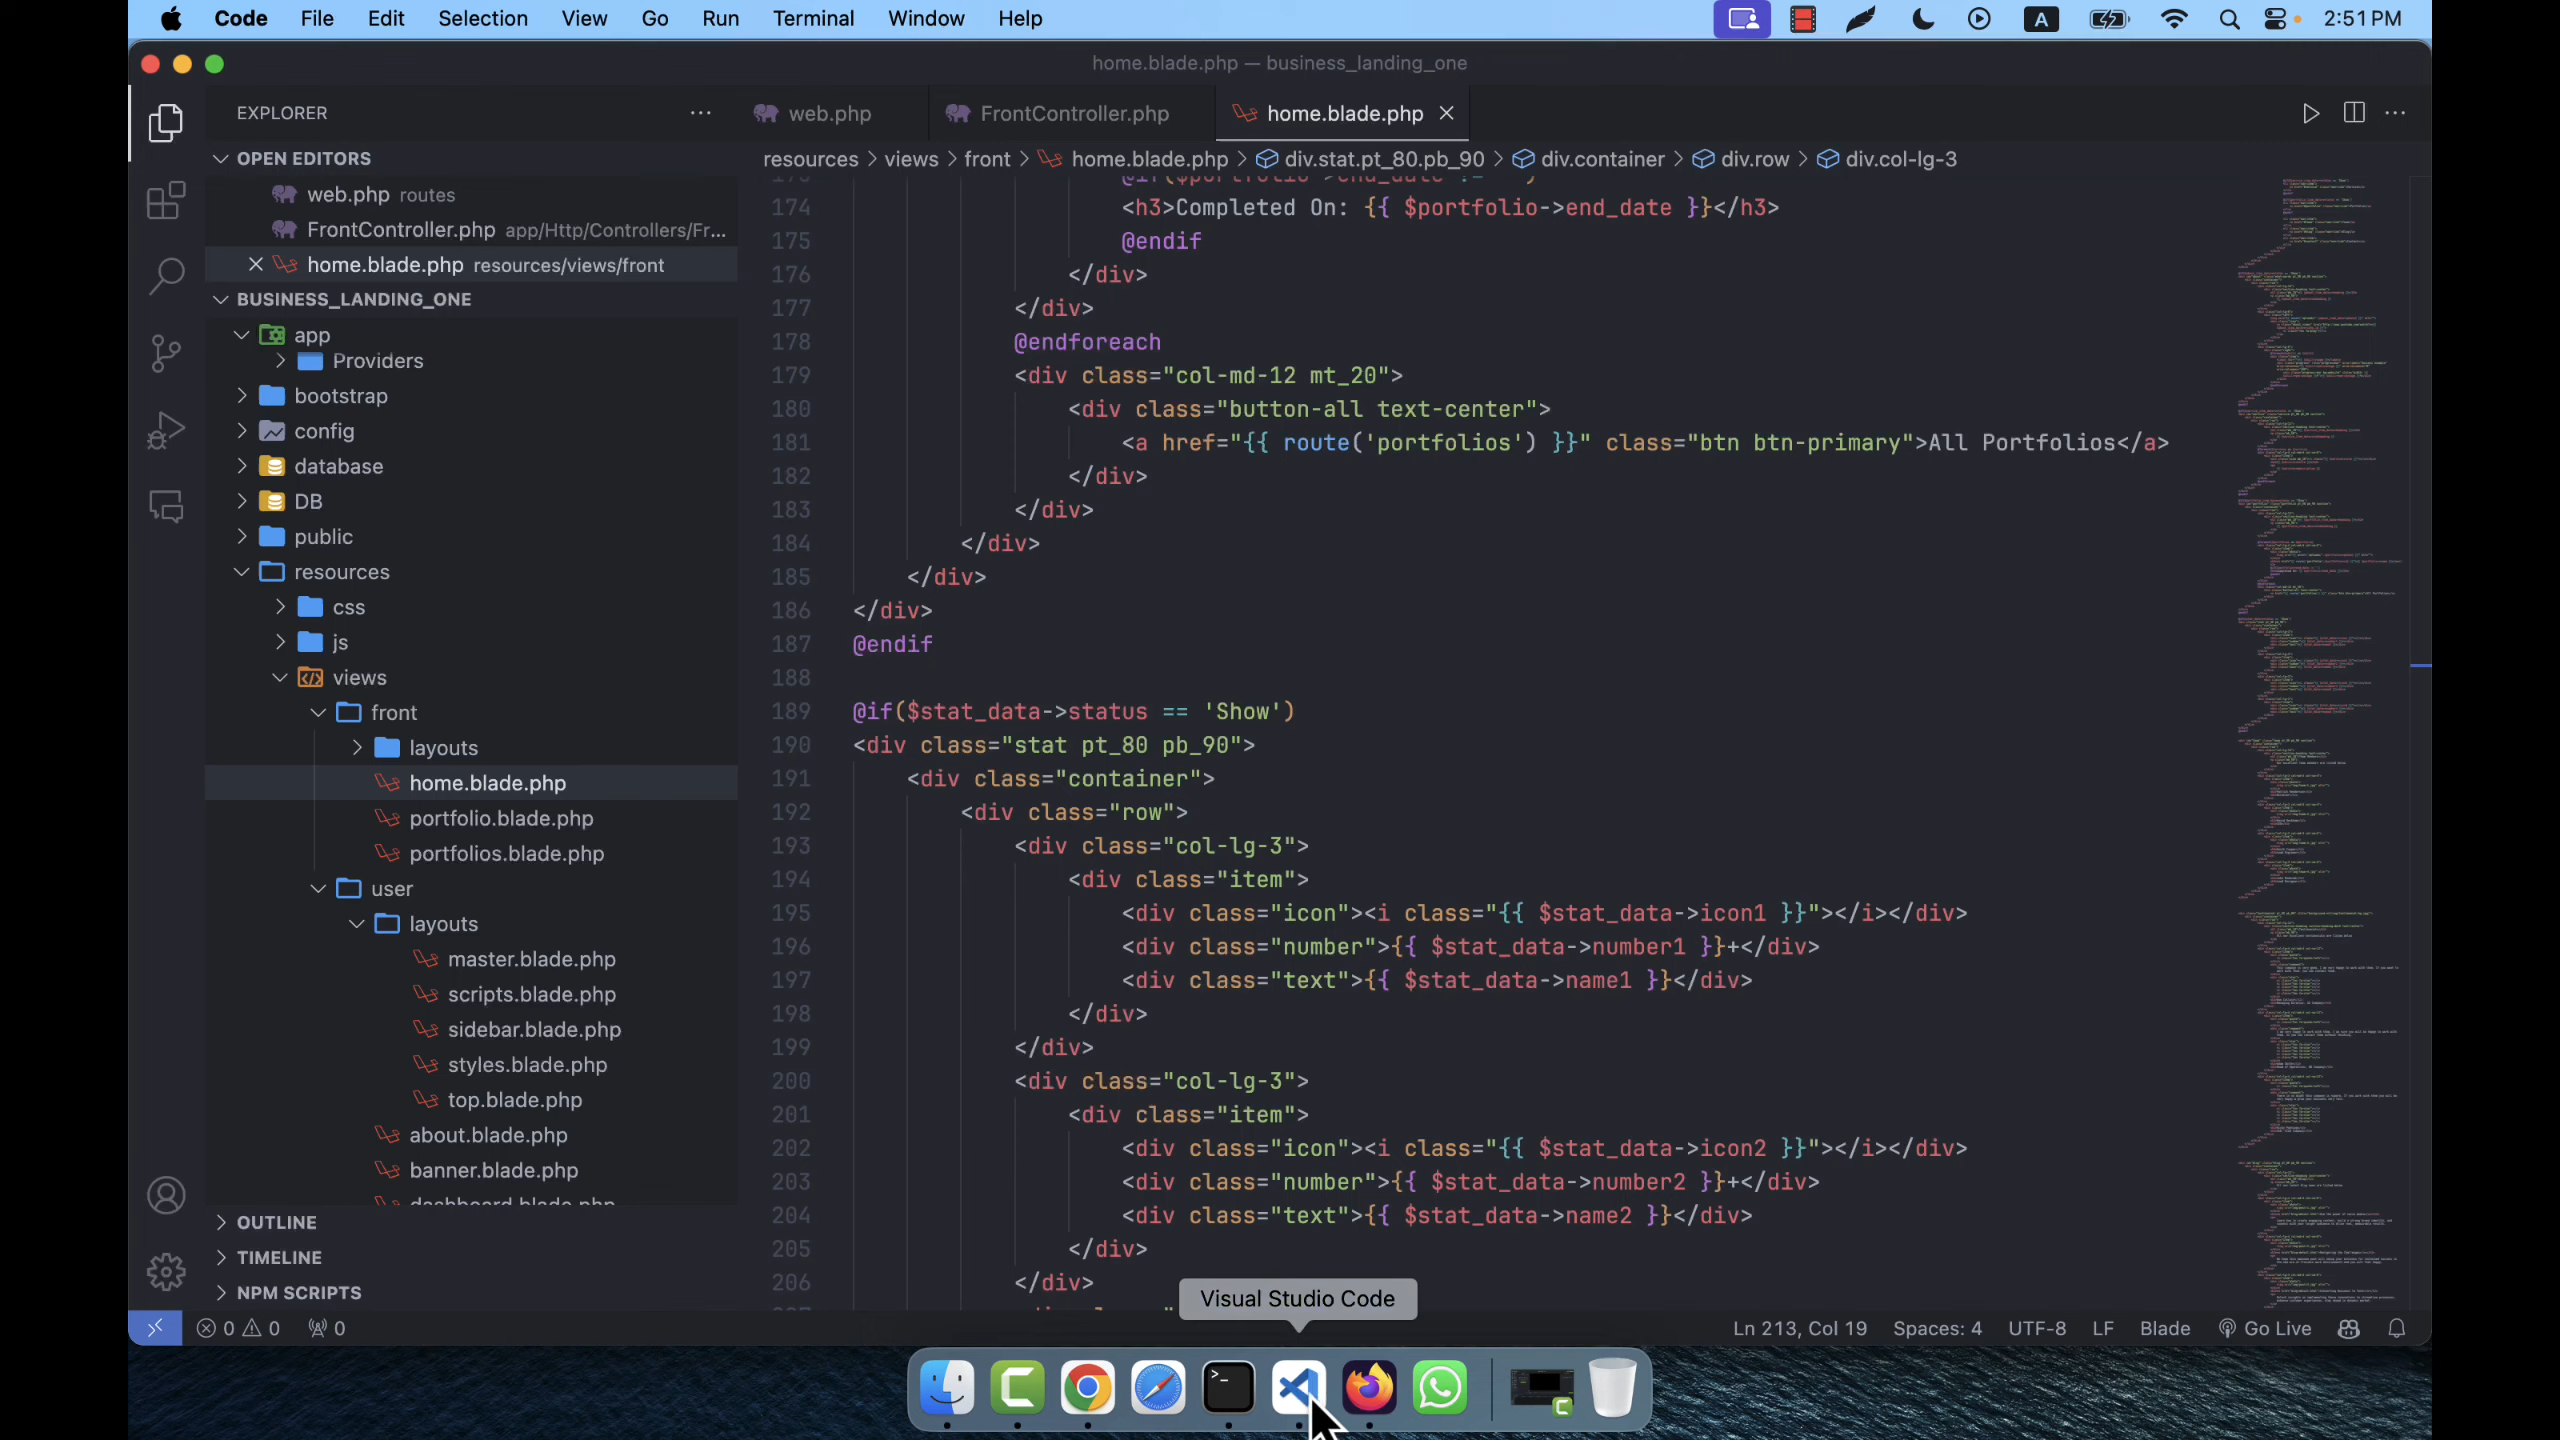 Code File Edit Selection View Go Run Terminal Window Help A 2:51 PM
home.blade.php — business_landing_one
EXPLORER
web.php FrontController.php home.blade.php
OPEN EDITORS
resources > views > front > home.blade.php > div.stat.pt_80.pb_90 > div.container > div.row > div.col-lg-3
web.php routes
FrontController.php app/Http/Controllers/Fr...
home.blade.php resources/views/front
BUSINESS_LANDING_ONE
app
Providers
bootstrap
config
database
DB
public
resources
css
js
views
front
layouts
home.blade.php
portfolio.blade.php
portfolios.blade.php
user
layouts
master.blade.php
scripts.blade.php
sidebar.blade.php
styles.blade.php
top.blade.php
about.blade.php
banner.blade.php
dashboard.blade.php
OUTLINE
TIMELINE
NPM SCRIPTS
174 <h3>Completed On: {{ $portfolio->end_date }}</h3>
175 @endif
176 </div>
177 </div>
178 @endforeach
179 <div class="col-md-12 mt_20">
180 <div class="button-all text-center">
181 <a href="{{ route('portfolios') }}" class="btn btn-primary">All Portfolios</a>
182 </div>
183 </div>
184 </div>
185 </div>
186 </div>
187 @endif
188
189 @if($stat_data->status == 'Show')
190 <div class="stat pt_80 pb_90">
191 <div class="container">
192 <div class="row">
193 <div class="col-lg-3">
194 <div class="item">
195 <div class="icon"><i class="{{ $stat_data->icon1 }}"></i></div>
196 <div class="number">{{ $stat_data->number1 }}+</div>
197 <div class="text">{{ $stat_data->name1 }}</div>
198 </div>
199 </div>
200 <div class="col-lg-3">
201 <div class="item">
202 <div class="icon"><i class="{{ $stat_data->icon2 }}"></i></div>
203 <div class="number">{{ $stat_data->number2 }}+</div>
204 <div class="text">{{ $stat_data->name2 }}</div>
205 </div>
206 </div>
Visual Studio Code
0 0 0 Ln 213, Col 19 Spaces: 4 UTF-8 LF Blade Go Live